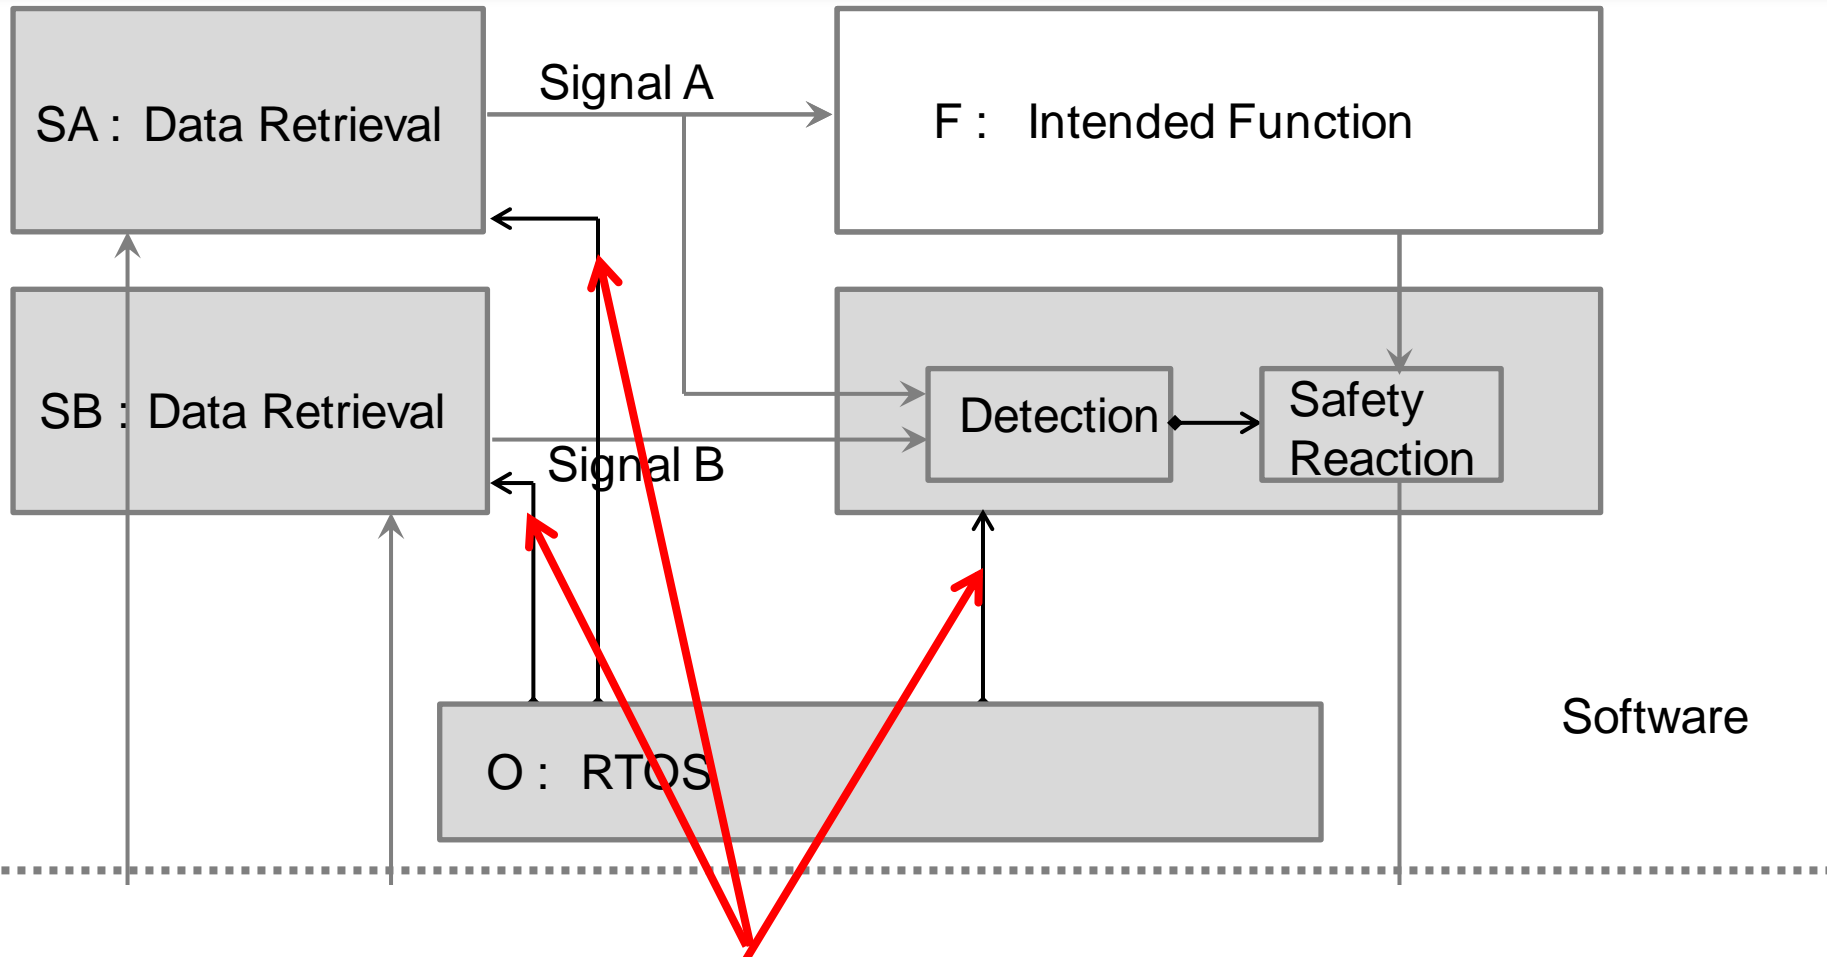 Signal A
SA : Data Retrieval
F : Intended Function
SB : Data Retrieval
Signal B
Detection
Safety
Reaction
O : RTOS
Software